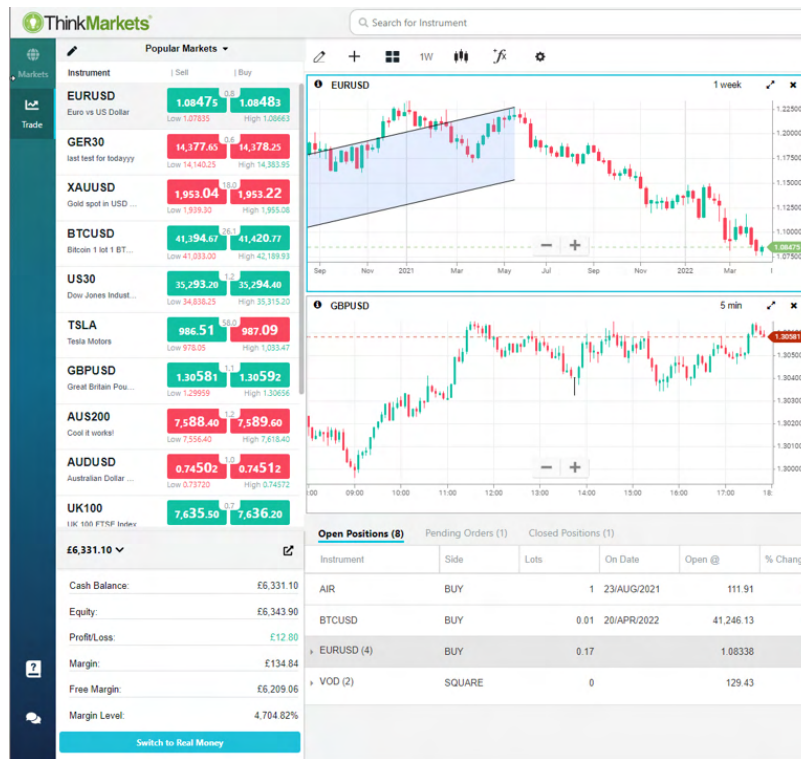 ThinkMarkets
Search for Instrument
Markets
Trade
Popular Markets
Instrument | Sell | Buy
EURUSD 1.08475 0.8 1.08483
Euro vs US Dollar Low 1.07835 High 1.08663
GER30 14,377.65 0.6 14,378.25
last test for todayyy Low 14,140.25 High 14,383.95
XAUUSD 1,953.04 18.0 1,953.22
Gold spot in USD ... Low 1,939.30 High 1,955.08
BTCUSD 41,394.67 26.1 41,420.77
Bitcoin 1 lot 1 BT... Low 41,033.00 High 42,189.93
US30 35,293.20 1.2 35,294.40
Dow Jones Indust... Low 34,838.25 High 35,315.20
TSLA 986.51 58.0 987.09
Tesla Motors Low 978.05 High 1,033.47
GBPUSD 1.30581 1.1 1.30592
Great Britain Pou... Low 1.29959 High 1.30656
AUS200 7,588.40 1.2 7,589.60
Cool it works! Low 7,556.40 High 7,618.40
AUDUSD 0.74502 1.0 0.74512
Australian Dollar ... Low 0.73720 High 0.74572
UK100 7,635.50 0.7 7,636.20
UK 100 FTSE Index
£6,331.10
Cash Balance: £6,331.10
Equity: £6,343.90
Profit/Loss: £12.80
Margin: £134.84
Free Margin: £6,209.06
Margin Level: 4,704.82%
Switch to Real Money
1W fx
EURUSD 1 week
1.22500
1.17500
1.15000
1.12500
1.10000
1.08475
1.07500
Sep Nov 2021 Mar May Jul Sep Nov 2022 Mar
GBPUSD 5 min
1.30581
1.30500
1.30200
1.30100
1.30000
:00 09:00 10:00 11:00 12:00 13:00 14:00 15:00 16:00 17:00 18:
Open Positions (8) Pending Orders (1) Closed Positions (1)
Instrument Side Lots On Date Open @ % Chang
AIR BUY 1 23/AUG/2021 111.91
BTCUSD BUY 0.01 20/APR/2022 41,246.13
EURUSD (4) BUY 0.17 1.08338
VOD (2) SQUARE 0 129.43